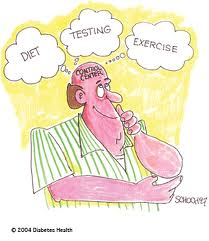 DIET
TESTING
EXERCISE
CONTROL
CENTER
© 2004 Diabetes Health